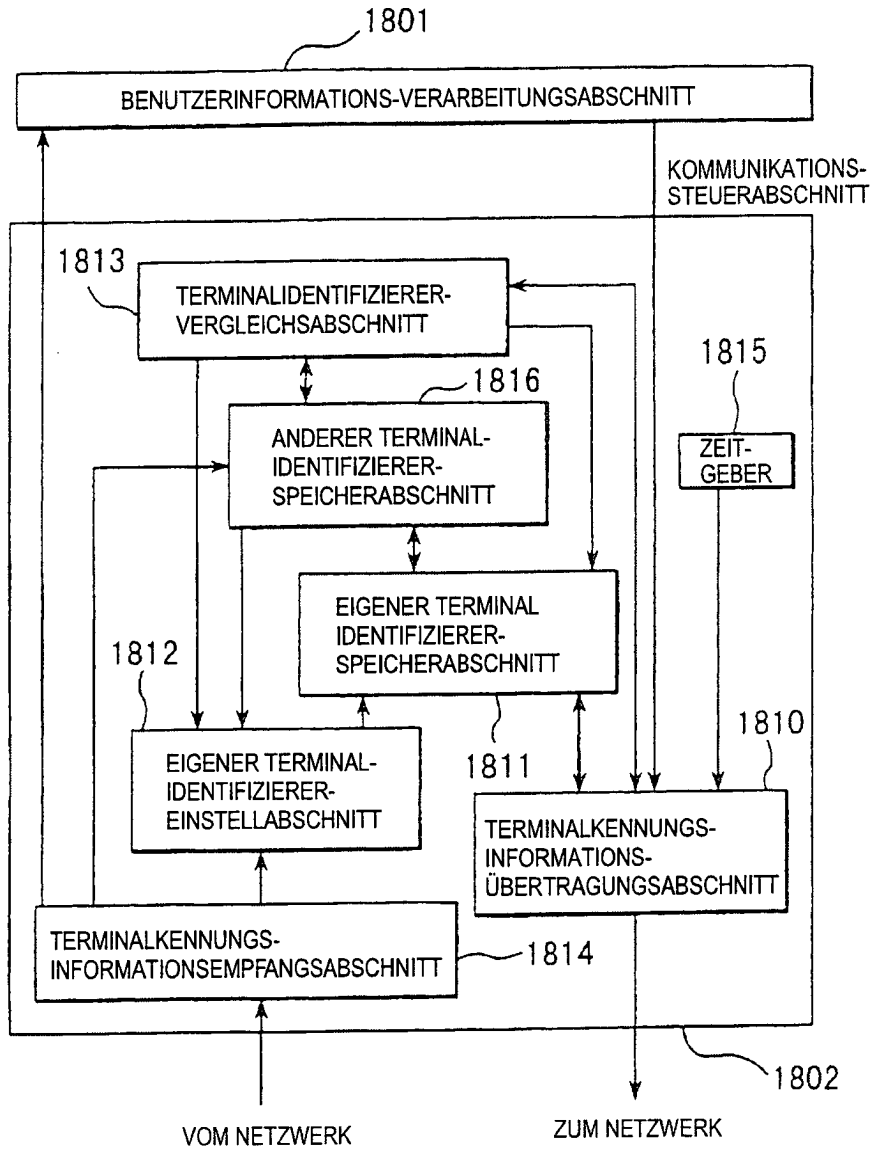 1801
BENUTZERINFORMATIONS-VERARBEITUNGSABSCHNITT
KOMMUNIKATIONS-
STEUERABSCHNITT
1813
TERMINALIDENTIFIZIERER-
VERGLEICHSABSCHNITT
1816
1815
ANDERER TERMINAL-
IDENTIFIZIERER-
SPEICHERABSCHNITT
ZEIT-
GEBER
EIGENER TERMINAL
IDENTIFIZIERER-
SPEICHERABSCHNITT
1812
1811
1810
EIGENER TERMINAL-
IDENTIFIZIERER-
EINSTELLABSCHNITT
TERMINALKENNUNGS-
INFORMATIONS-
ÜBERTRAGUNGSABSCHNITT
TERMINALKENNUNGS-
INFORMATIONSEMPFANGSABSCHNITT
1814
1802
VOM NETZWERK
ZUM NETZWERK